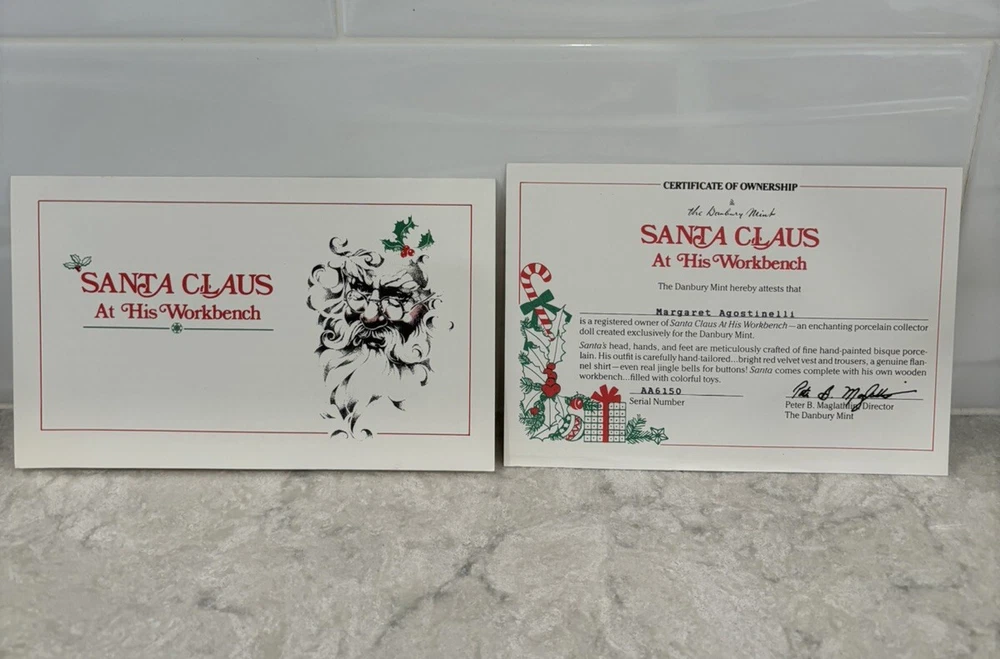 SANTA CLAUS
At His Workbench
CERTIFICATE OF OWNERSHIP
&
the Danbury Mint
SANTA CLAUS
At His Workbench
The Danbury Mint hereby attests that
Margaret Agostinelli
is a registered owner of Santa Claus At His Workbench—an enchanting porcelain collector
doll created exclusively for the Danbury Mint.
Santa's head, hands, and feet are meticulously crafted of fine hand-painted bisque porce-
lain. His outfit is carefully hand-tailored...bright red velvet vest and trousers, a genuine flan-
nel shirt—even real jingle bells for buttons! Santa comes complete with his own wooden
workbench...filled with colorful toys.
AA6150
Serial Number
Peter B. Maglathlin
Peter B. Maglathlin, Director
The Danbury Mint